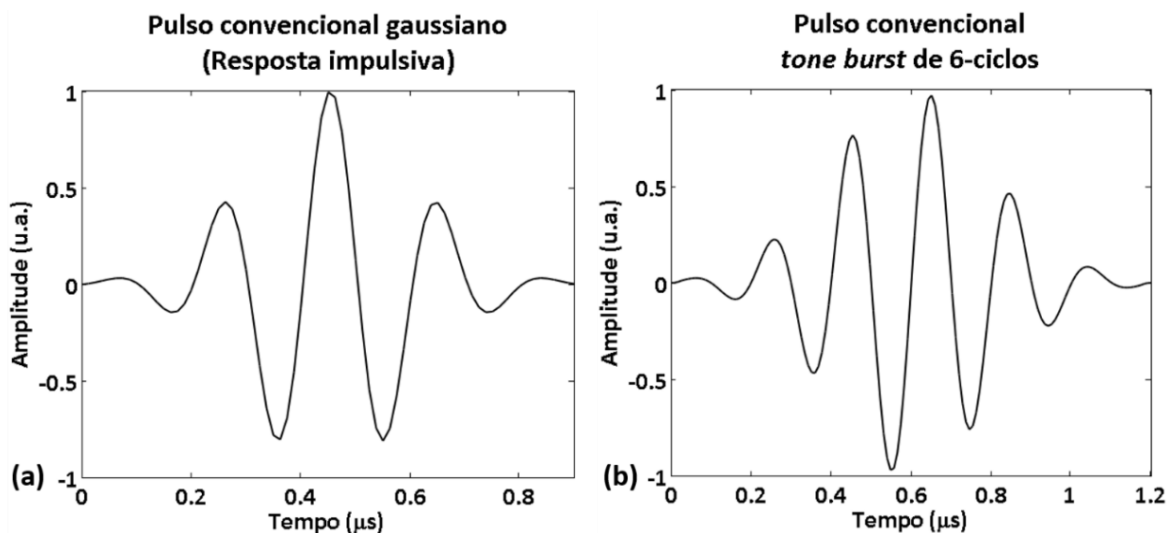 Pulso convencional gaussiano
(Resposta impulsiva)
1
0.5
0
-0.5
-1
Amplitude (u.a.)
0 0.2 0.4 0.6 0.8
Tempo (μs)
(a)
Pulso convencional
tone burst de 6-ciclos
1
0.5
0
-0.5
-1
Amplitude (u.a.)
0 0.2 0.4 0.6 0.8 1 1.2
Tempo (μs)
(b)